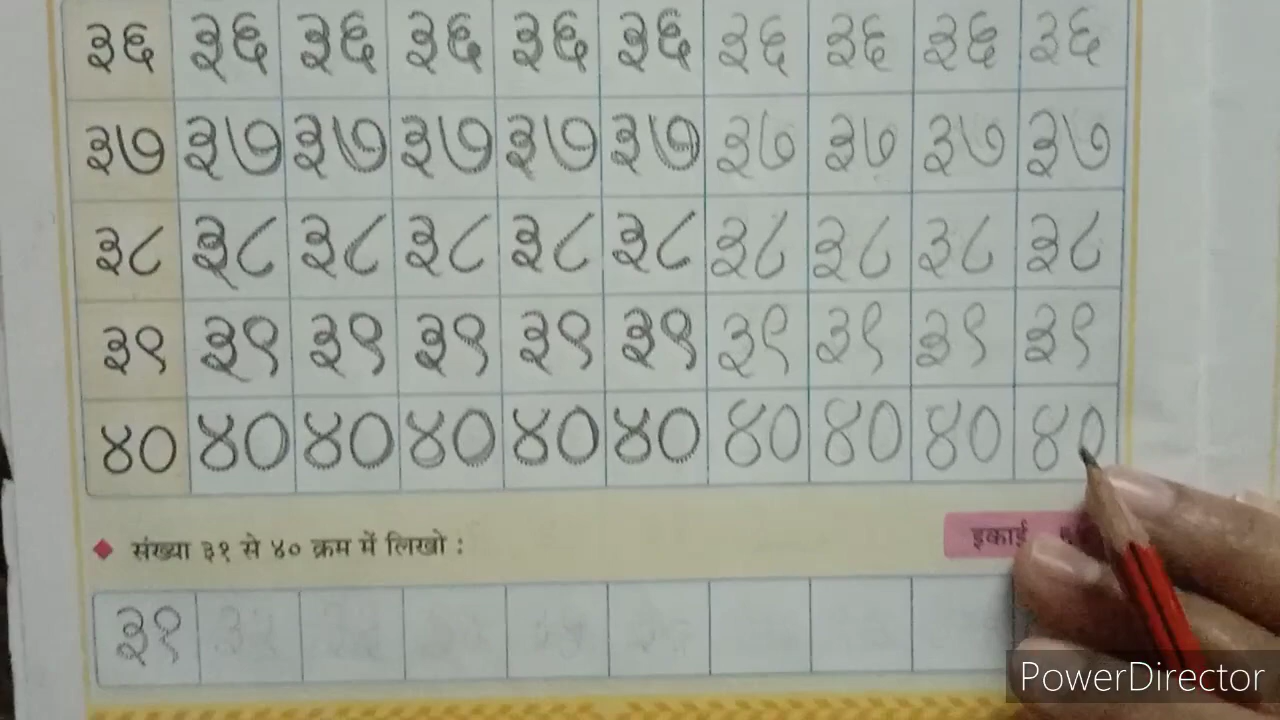 ३६ ३६ ३६ ३६ ३६ ३६ ३६ ३६ ३६ ३६
३७ ३७ ३७ ३७ ३७ ३७ ३७ ३७ ३७ ३७
३८ ३८ ३८ ३८ ३८ ३८ ३८ ३८ ३८ ३८
३९ ३९ ३९ ३९ ३९ ३९ ३९ ३९ ३९ ३९
४० ४० ४० ४० ४० ४० ४० ४० ४० ४०
संख्या ३१ से ४० क्रम में लिखो :
इकाई
३१
PowerDirector